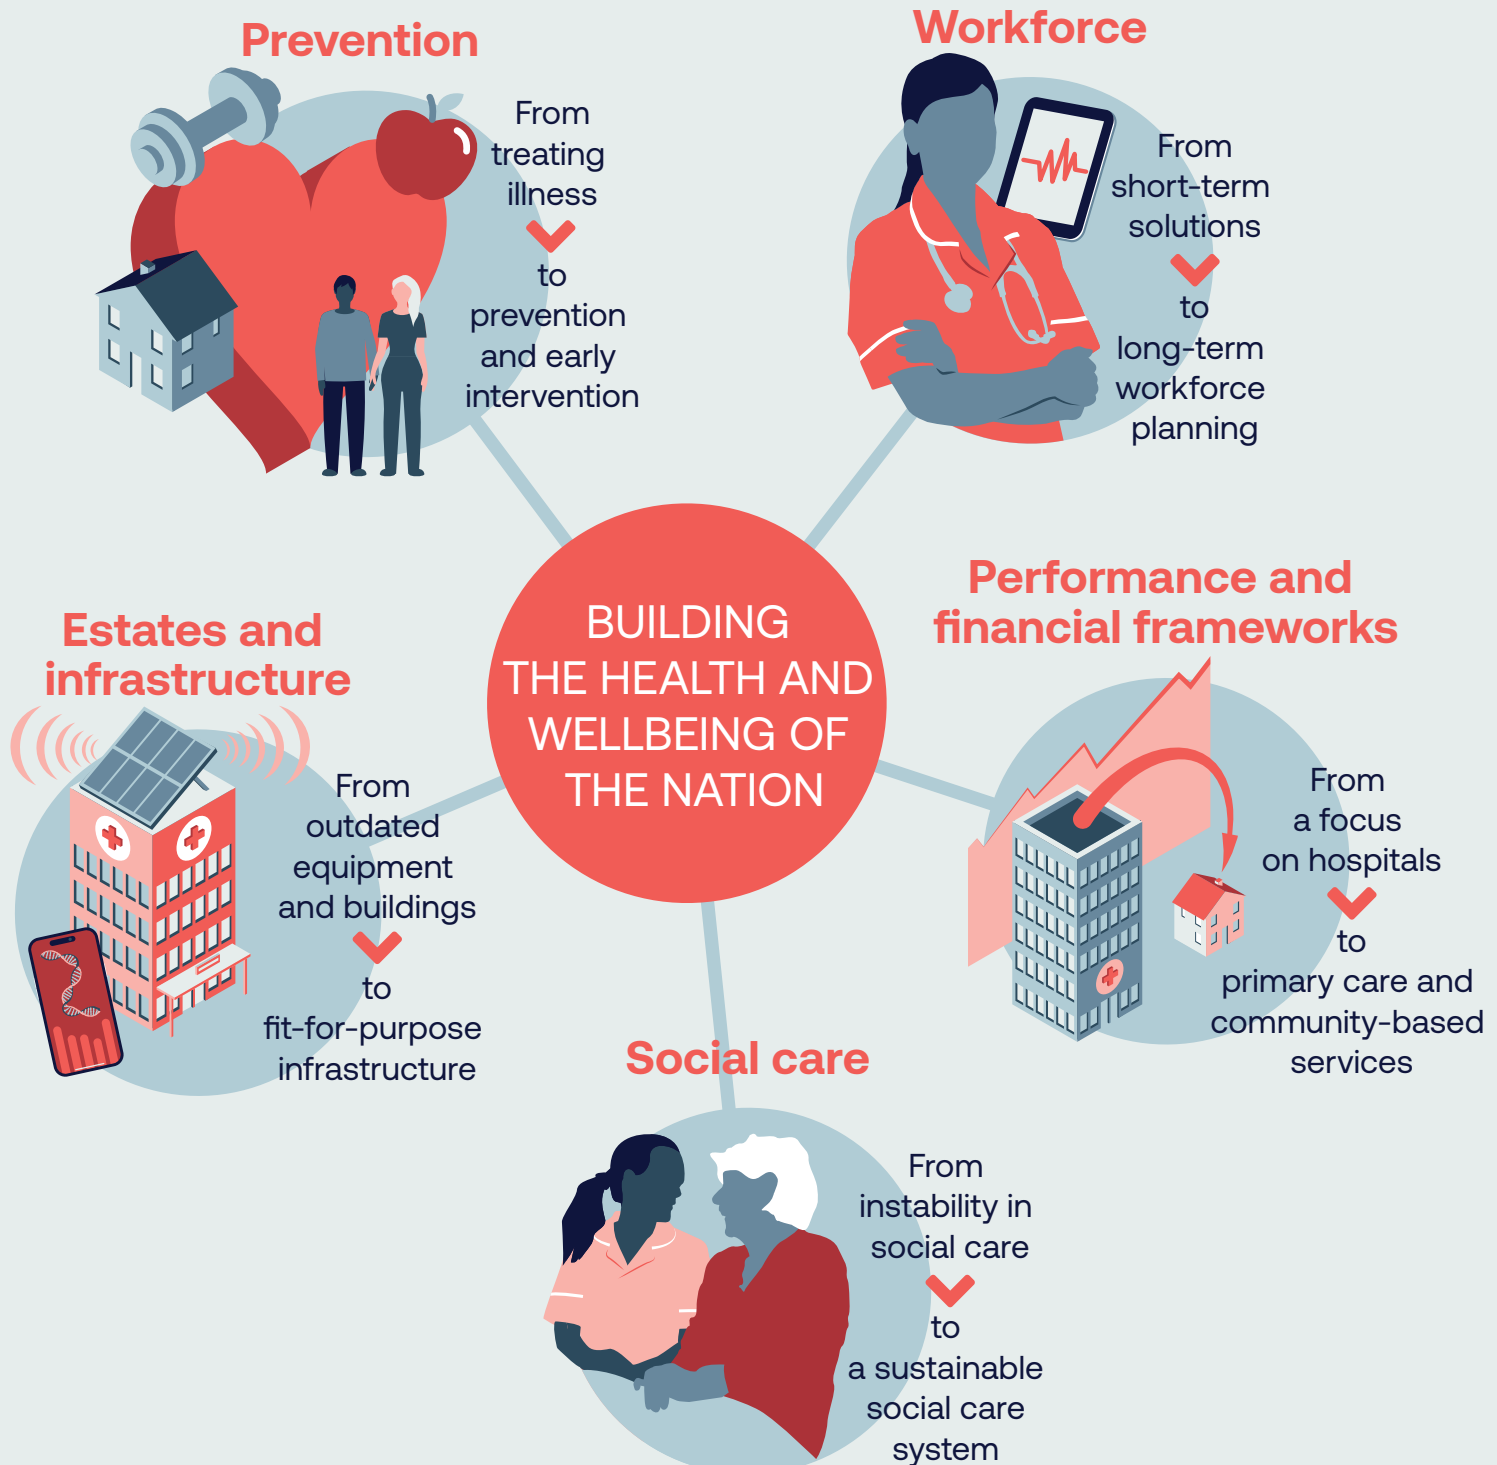 Prevention
From
treating
illness
to
prevention
and early
intervention
Workforce
From
short-term
solutions
to
long-term
workforce
planning
BUILDING
THE HEALTH AND
WELLBEING OF
THE NATION
Estates and
infrastructure
From
outdated
equipment
and buildings
to
fit-for-purpose
infrastructure
Performance and
financial frameworks
From
a focus
on hospitals
to
primary care and
community-based
services
Social care
From
instability in
social care
to
a sustainable
social care
system